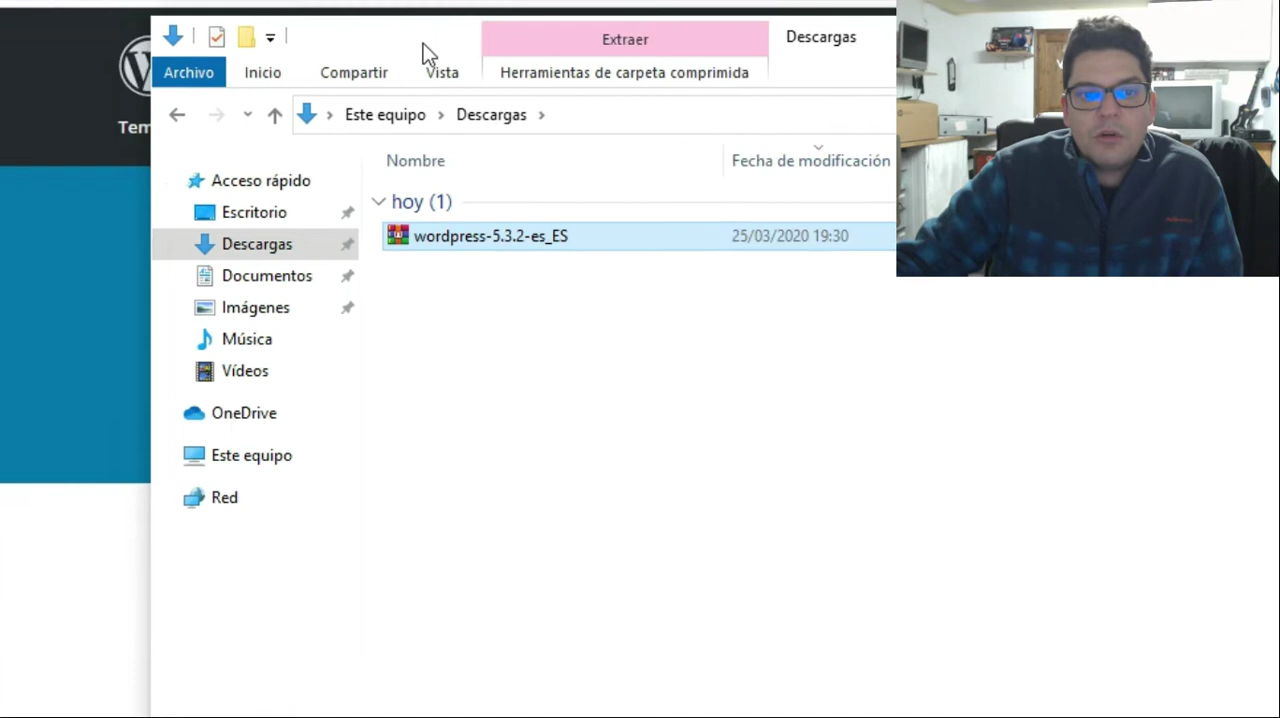 Extraer
Descargas
Archivo
Inicio
Compartir
Vista
Herramientas de carpeta comprimida
Este equipo
Descargas
Tem
Nombre
Fecha de modificación
Acceso rápido
hoy (1)
Escritorio
wordpress-5.3.2-es_ES
25/03/2020 19:30
Descargas
Documentos
Imágenes
Música
Vídeos
OneDrive
Este equipo
Red